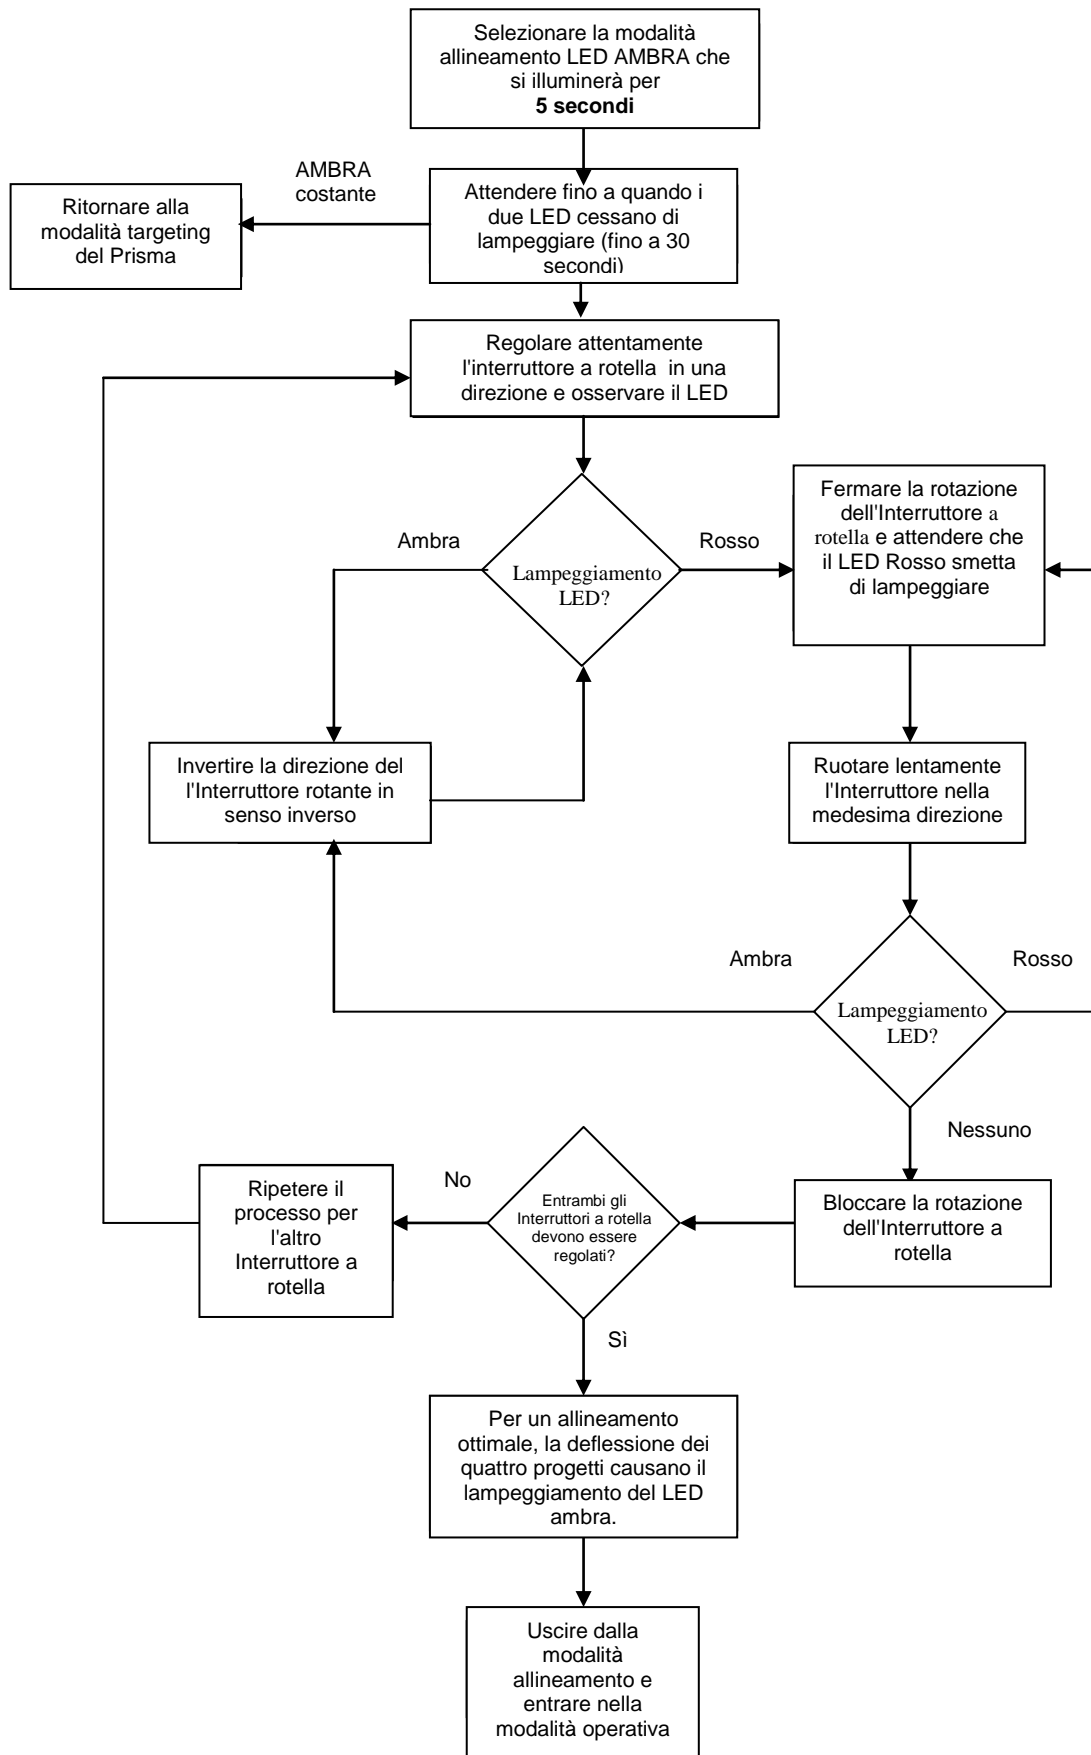 Selezionare la modalità
allineamento LED AMBRA che
si illuminerà per
5 secondi
AMBRA
costante
Ritornare alla
modalità targeting
del Prisma
Attendere fino a quando i
due LED cessano di
lampeggiare (fino a 30
secondi)
Regolare attentamente
l'interruttore a rotella in una
direzione e osservare il LED
Ambra
Rosso
Lampeggiamento
LED?
Fermare la rotazione
dell'Interruttore a
rotella e attendere che
il LED Rosso smetta
di lampeggiare
Invertire la direzione del
l'Interruttore rotante in
senso inverso
Ruotare lentamente
l'Interruttore nella
medesima direzione
Ambra
Rosso
Lampeggiamento
LED?
Nessuno
No
Ripetere il
processo per
l'altro
Interruttore a
rotella
Entrambi gli
Interruttori a rotella
devono essere
regolati?
Bloccare la rotazione
dell'Interruttore a
rotella
Sì
Per un allineamento
ottimale, la deflessione dei
quattro progetti causano il
lampeggiamento del LED
ambra.
Uscire dalla
modalità
allineamento e
entrare nella
modalità operativa